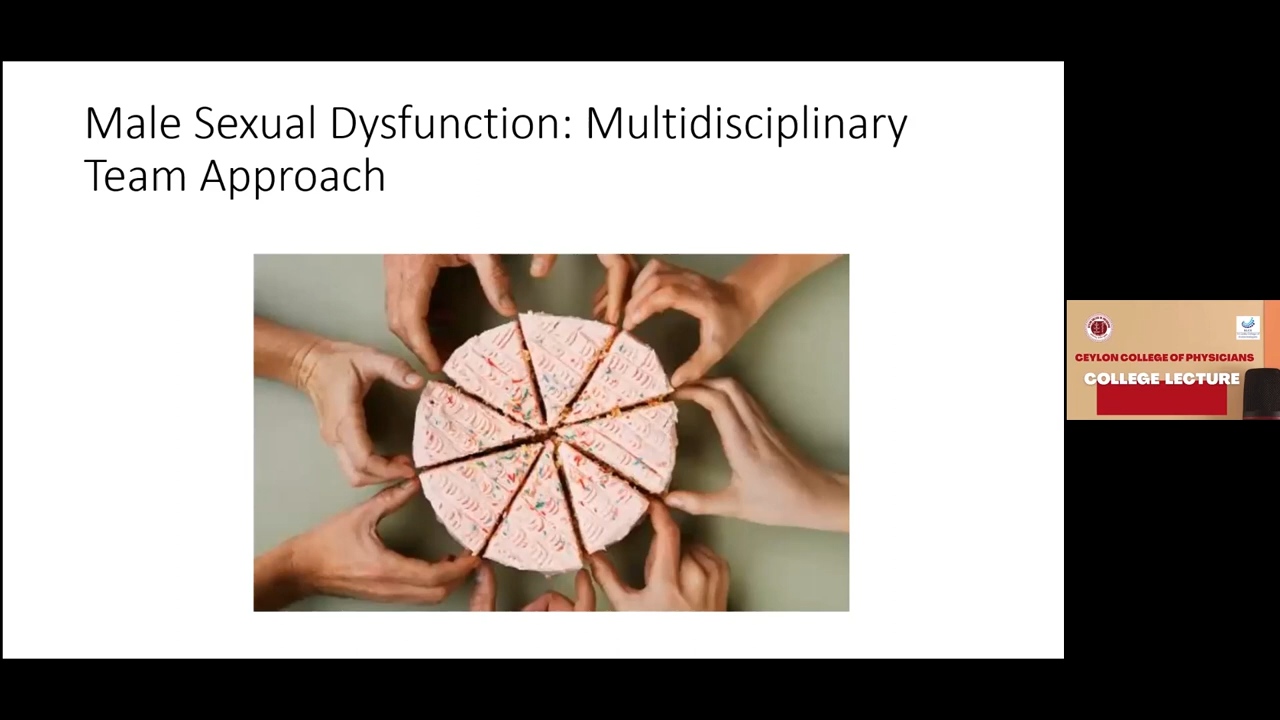 Male Sexual Dysfunction: Multidisciplinary
Team Approach
CEYLON COLLEGE OF PHYSICIANS
COLLEGE LECTURE